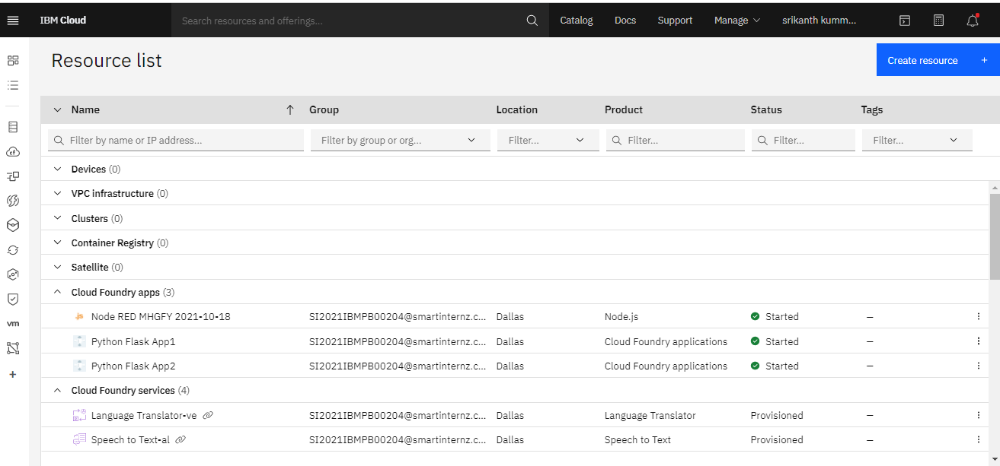 IBM Cloud Search resources and offerings... Catalog Docs Support Manage srikanth kumm...
Resource list
Create resource +
Name Group Location Product Status Tags
Filter by name or IP address... Filter by group or org... Filter... Filter... Filter... Filter...
Devices (0)
VPC infrastructure (0)
Clusters (0)
Container Registry (0)
Satellite (0)
Cloud Foundry apps (3)
Node RED MHGFY 2021-10-18 SI2021IBMPB00204@smartinternz.c... Dallas Node.js Started –
Python Flask App1 SI2021IBMPB00204@smartinternz.c... Dallas Cloud Foundry applications Started –
Python Flask App2 SI2021IBMPB00204@smartinternz.c... Dallas Cloud Foundry applications Started –
Cloud Foundry services (4)
Language Translator-ve SI2021IBMPB00204@smartinternz.c... Dallas Language Translator Provisioned –
Speech to Text-al SI2021IBMPB00204@smartinternz.c... Dallas Speech to Text Provisioned –
vm